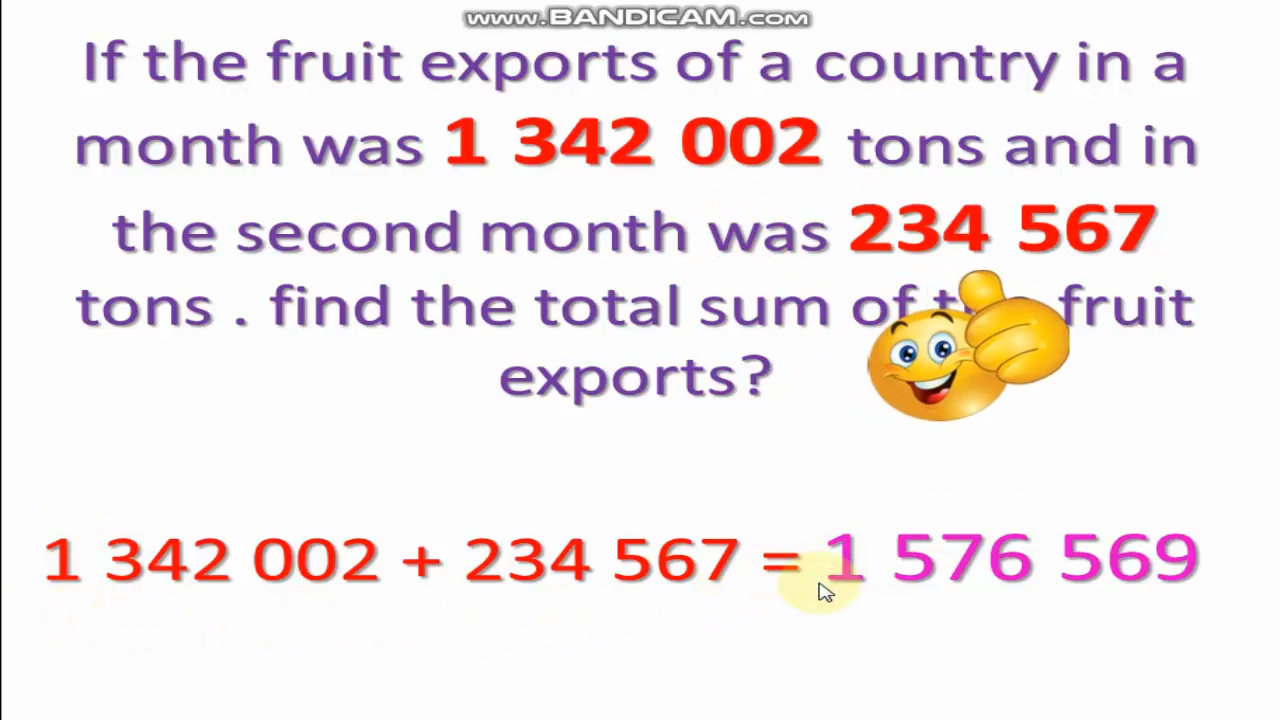 www.BANDICAM.com
If the fruit exports of a country in a
month was 1 342 002 tons and in
the second month was 234 567
tons . find the total sum of fruit
exports?
1 342 002 + 234 567 = 1 576 569